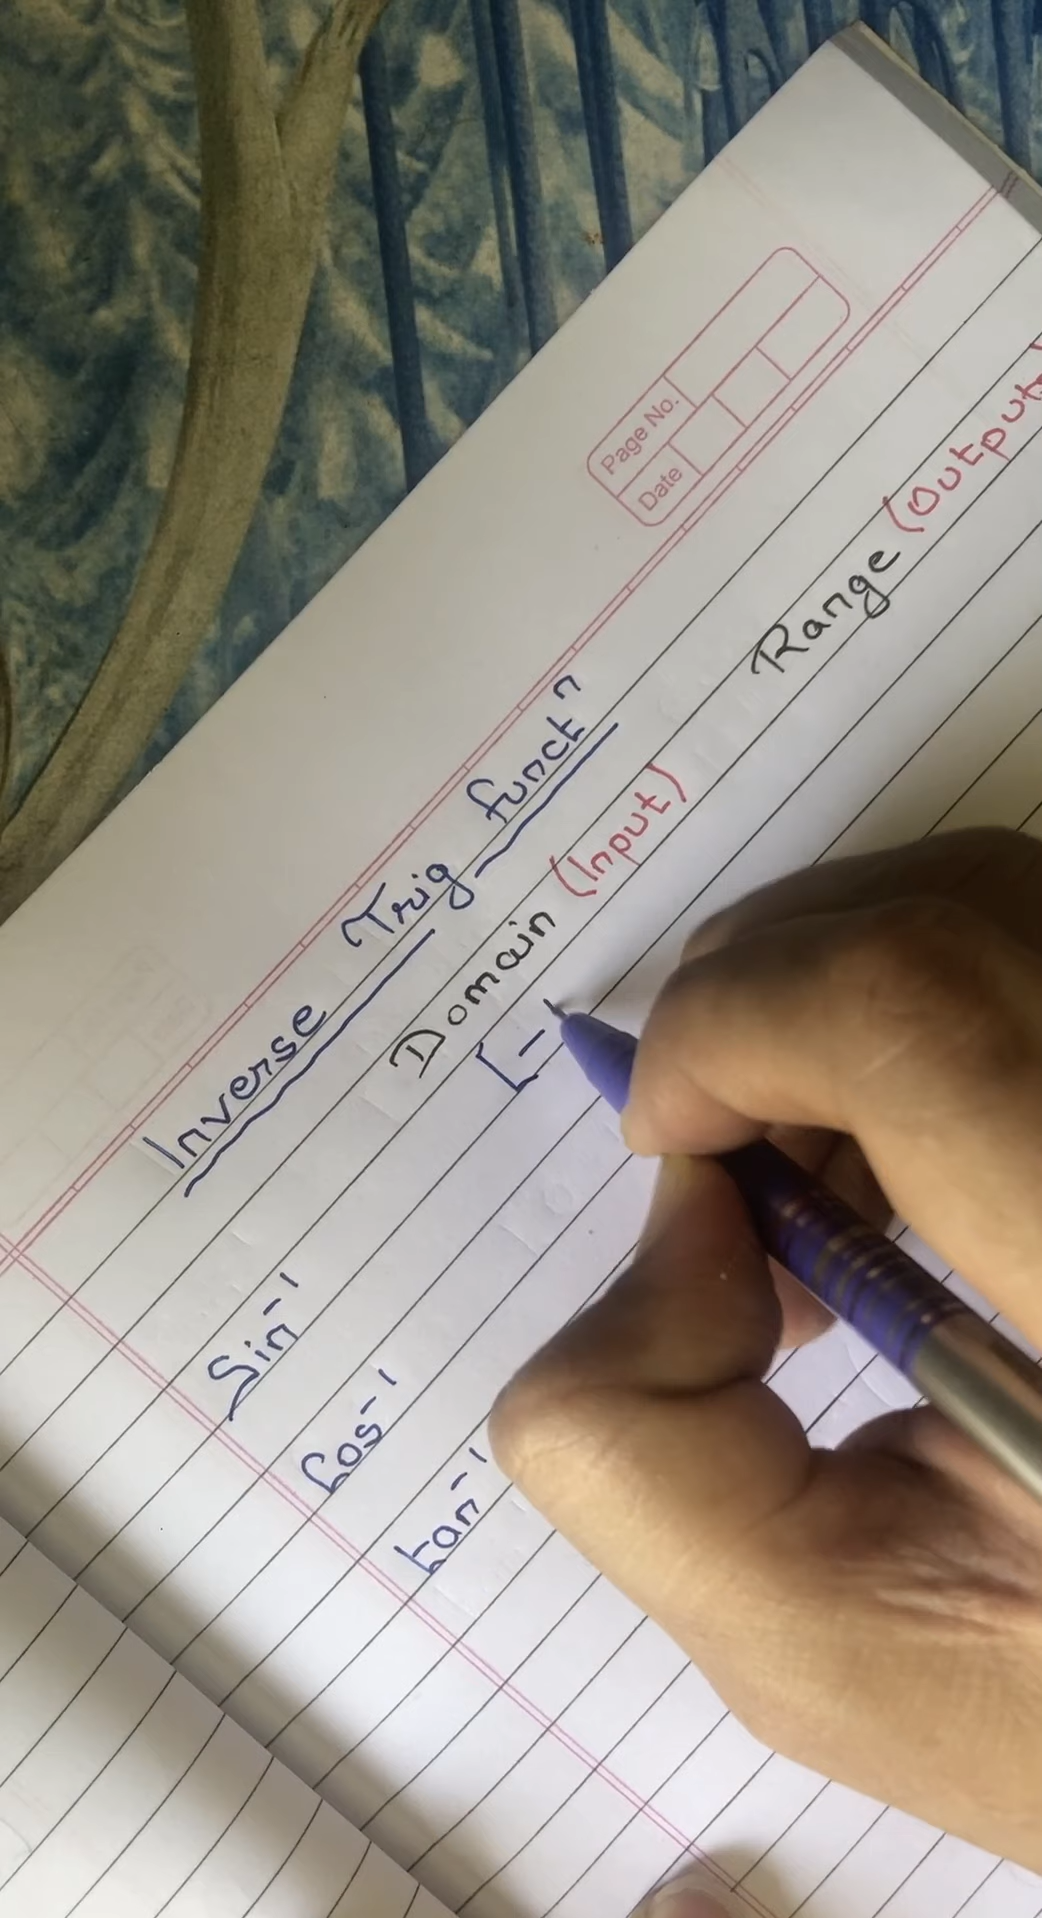 Page No.
Date
Inverse Trig functⁿ
Domain (Input) Range (Output)
Sin⁻¹ [-
Cos⁻¹
tan⁻¹